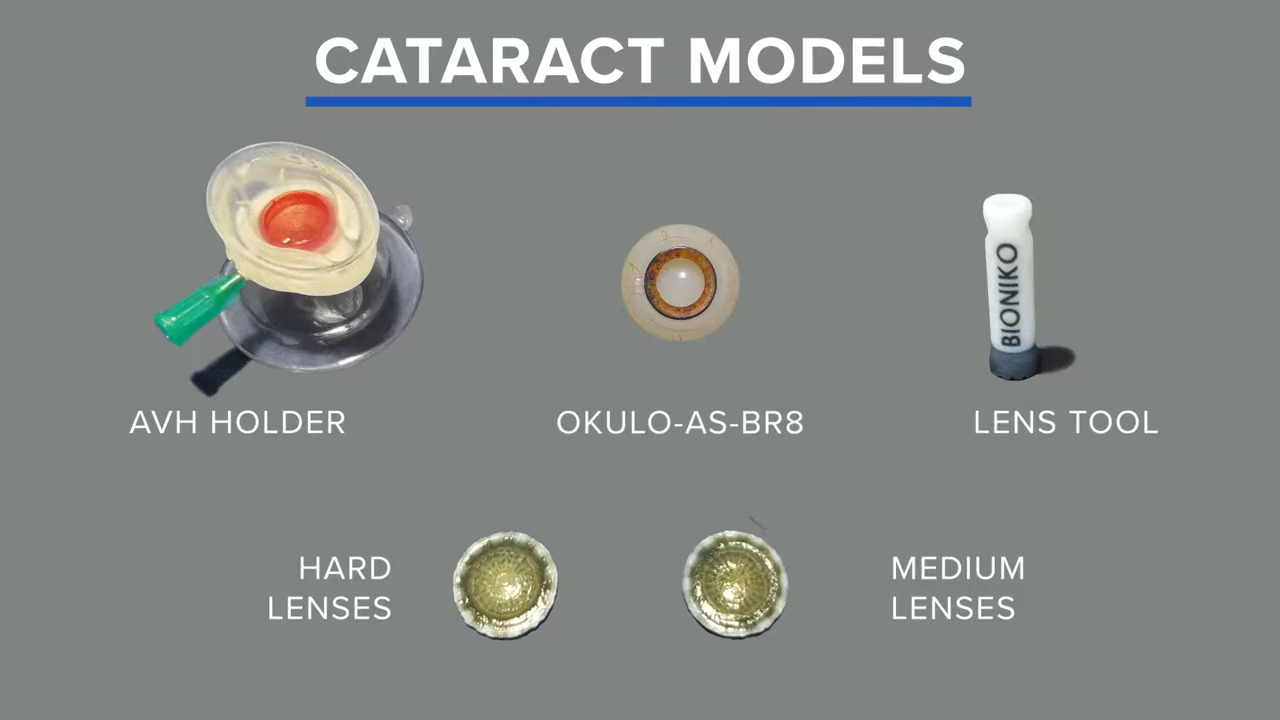 CATARACT MODELS
BIONIKO
AVH HOLDER
OKULO-AS-BR8
LENS TOOL
HARD
LENSES
MEDIUM
LENSES